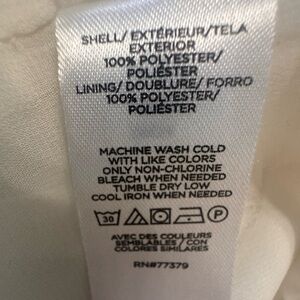 SHELL/ EXTÉRIEUR/TELA
EXTERIOR
100% POLYESTER/
POLIÉSTER
LINING/ DOUBLURE/ FORRO
100% POLYESTER/
POLIÉSTER
MACHINE WASH COLD
WITH LIKE COLORS
ONLY NON-CHLORINE
BLEACH WHEN NEEDED
TUMBLE DRY LOW
COOL IRON WHEN NEEDED
30 P
AVEC DES COULEURS
SEMBLABLES / CON
COLORES SIMILARES
RN#77379